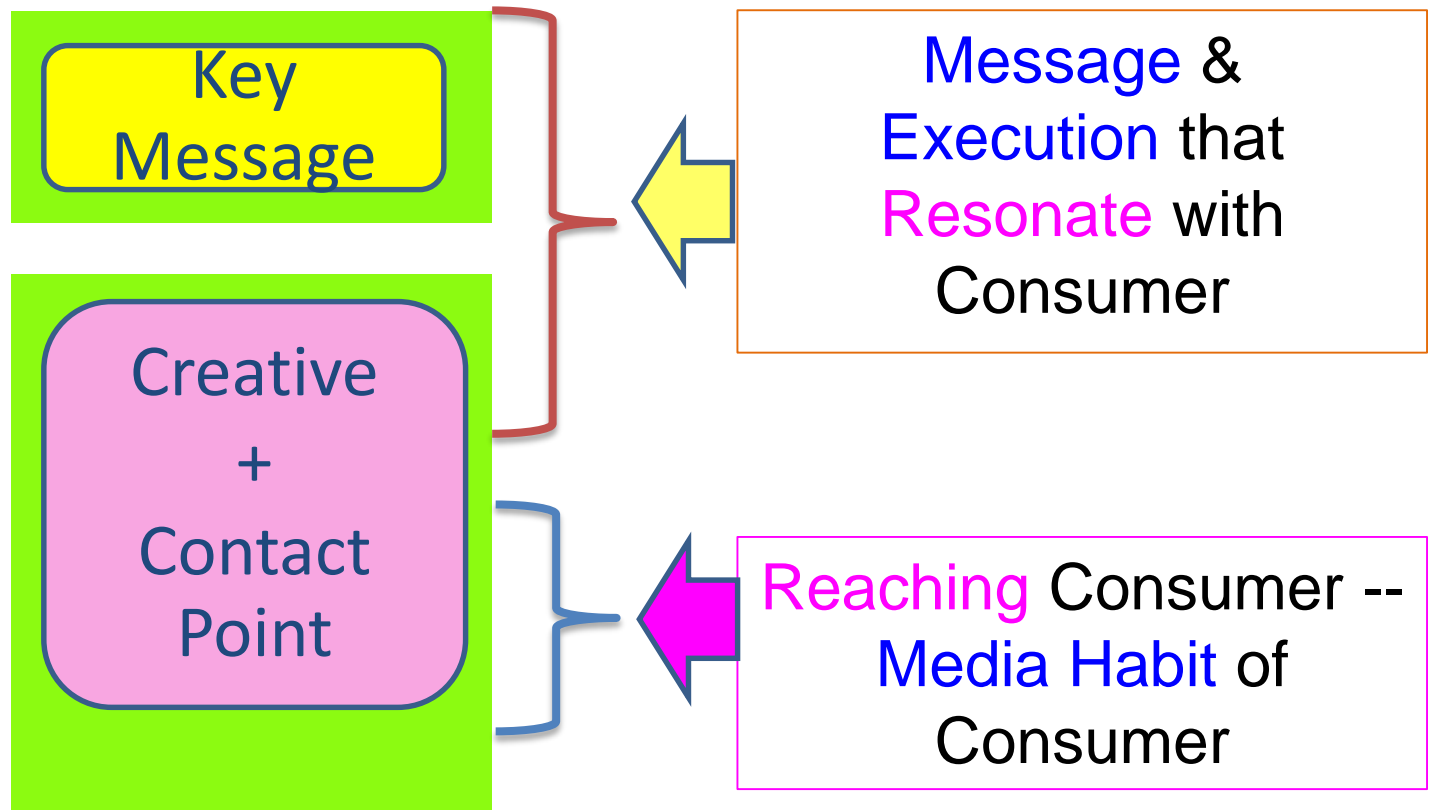 Key
Message
Creative
+
Contact
Point
Message &
Execution that
Resonate with
Consumer
Reaching Consumer --
Media Habit of
Consumer